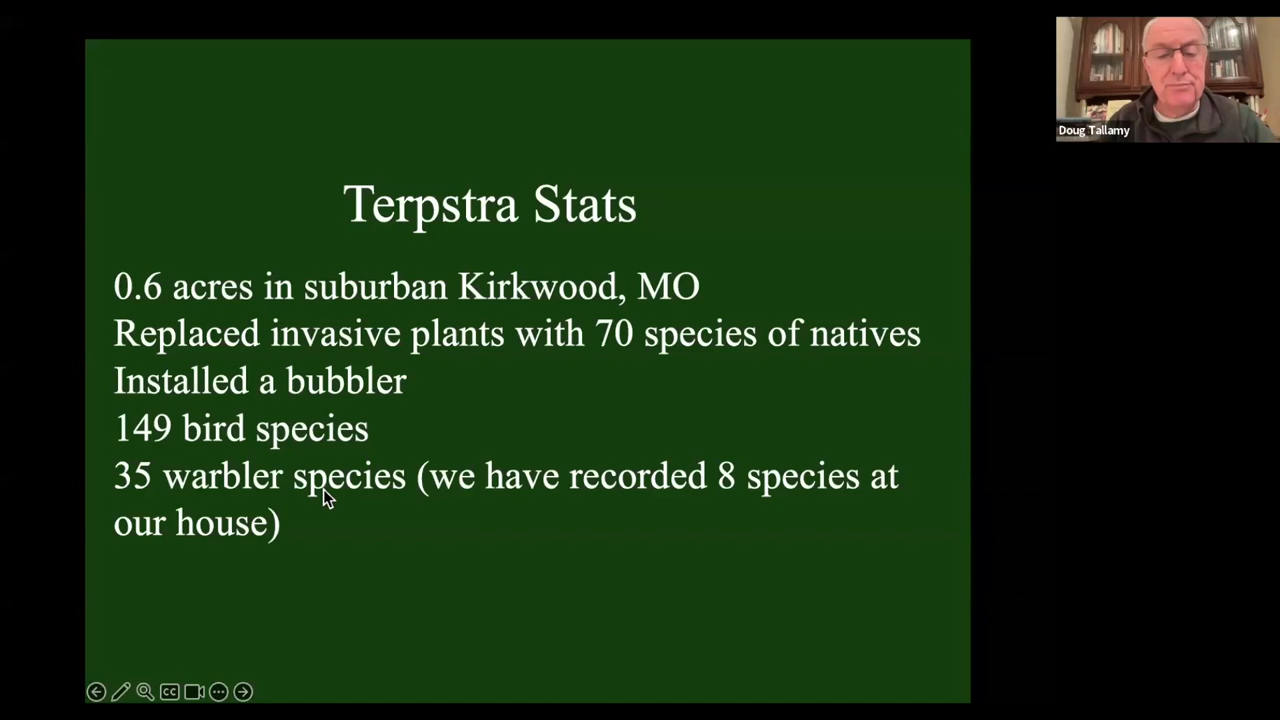 Terpstra Stats
0.6 acres in suburban Kirkwood, MO
Replaced invasive plants with 70 species of natives
Installed a bubbler
149 bird species
35 warbler species (we have recorded 8 species at
our house)
Doug Tallamy
CC